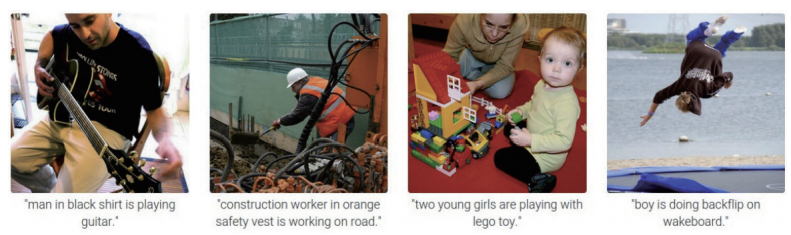 "man in black shirt is playing
guitar."
"construction worker in orange
safety vest is working on road."
"two young girls are playing with
lego toy."
"boy is doing backflip on
wakeboard."